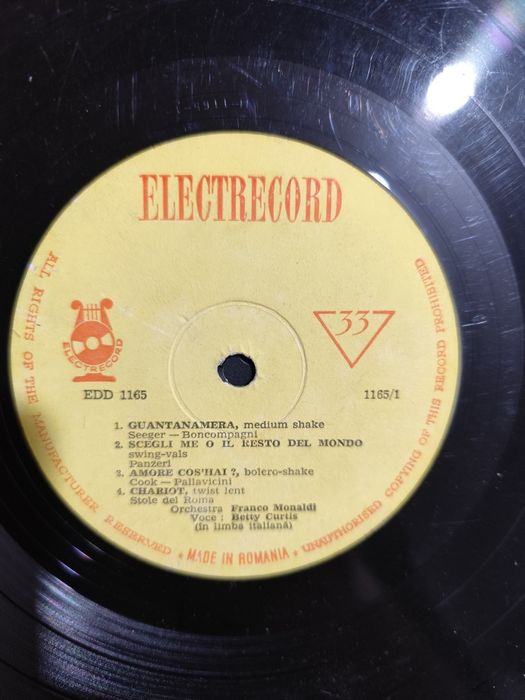 ELECTRECORD
33
ELECTRECORD
EDD 1165
1165/1
1. GUANTANAMERA, medium shake
Seeger — Boncompagni
2. SCEGLI ME O IL RESTO DEL MONDO
swing-vals
Panzeri
3. AMORE COS'HAI ?, bolero-shake
Cook — Pallavicini
4. CHARIOT, twist lent
Stole del Roma
Orchestra Franco Monaldi
Voce : Betty Curtis
(în limba italiană)
ALL RIGHTS OF THE MANUFACTURER RESERVED * MADE IN ROMANIA * UNAUTHORISED COPYING OF THIS RECORD PROHIBITED